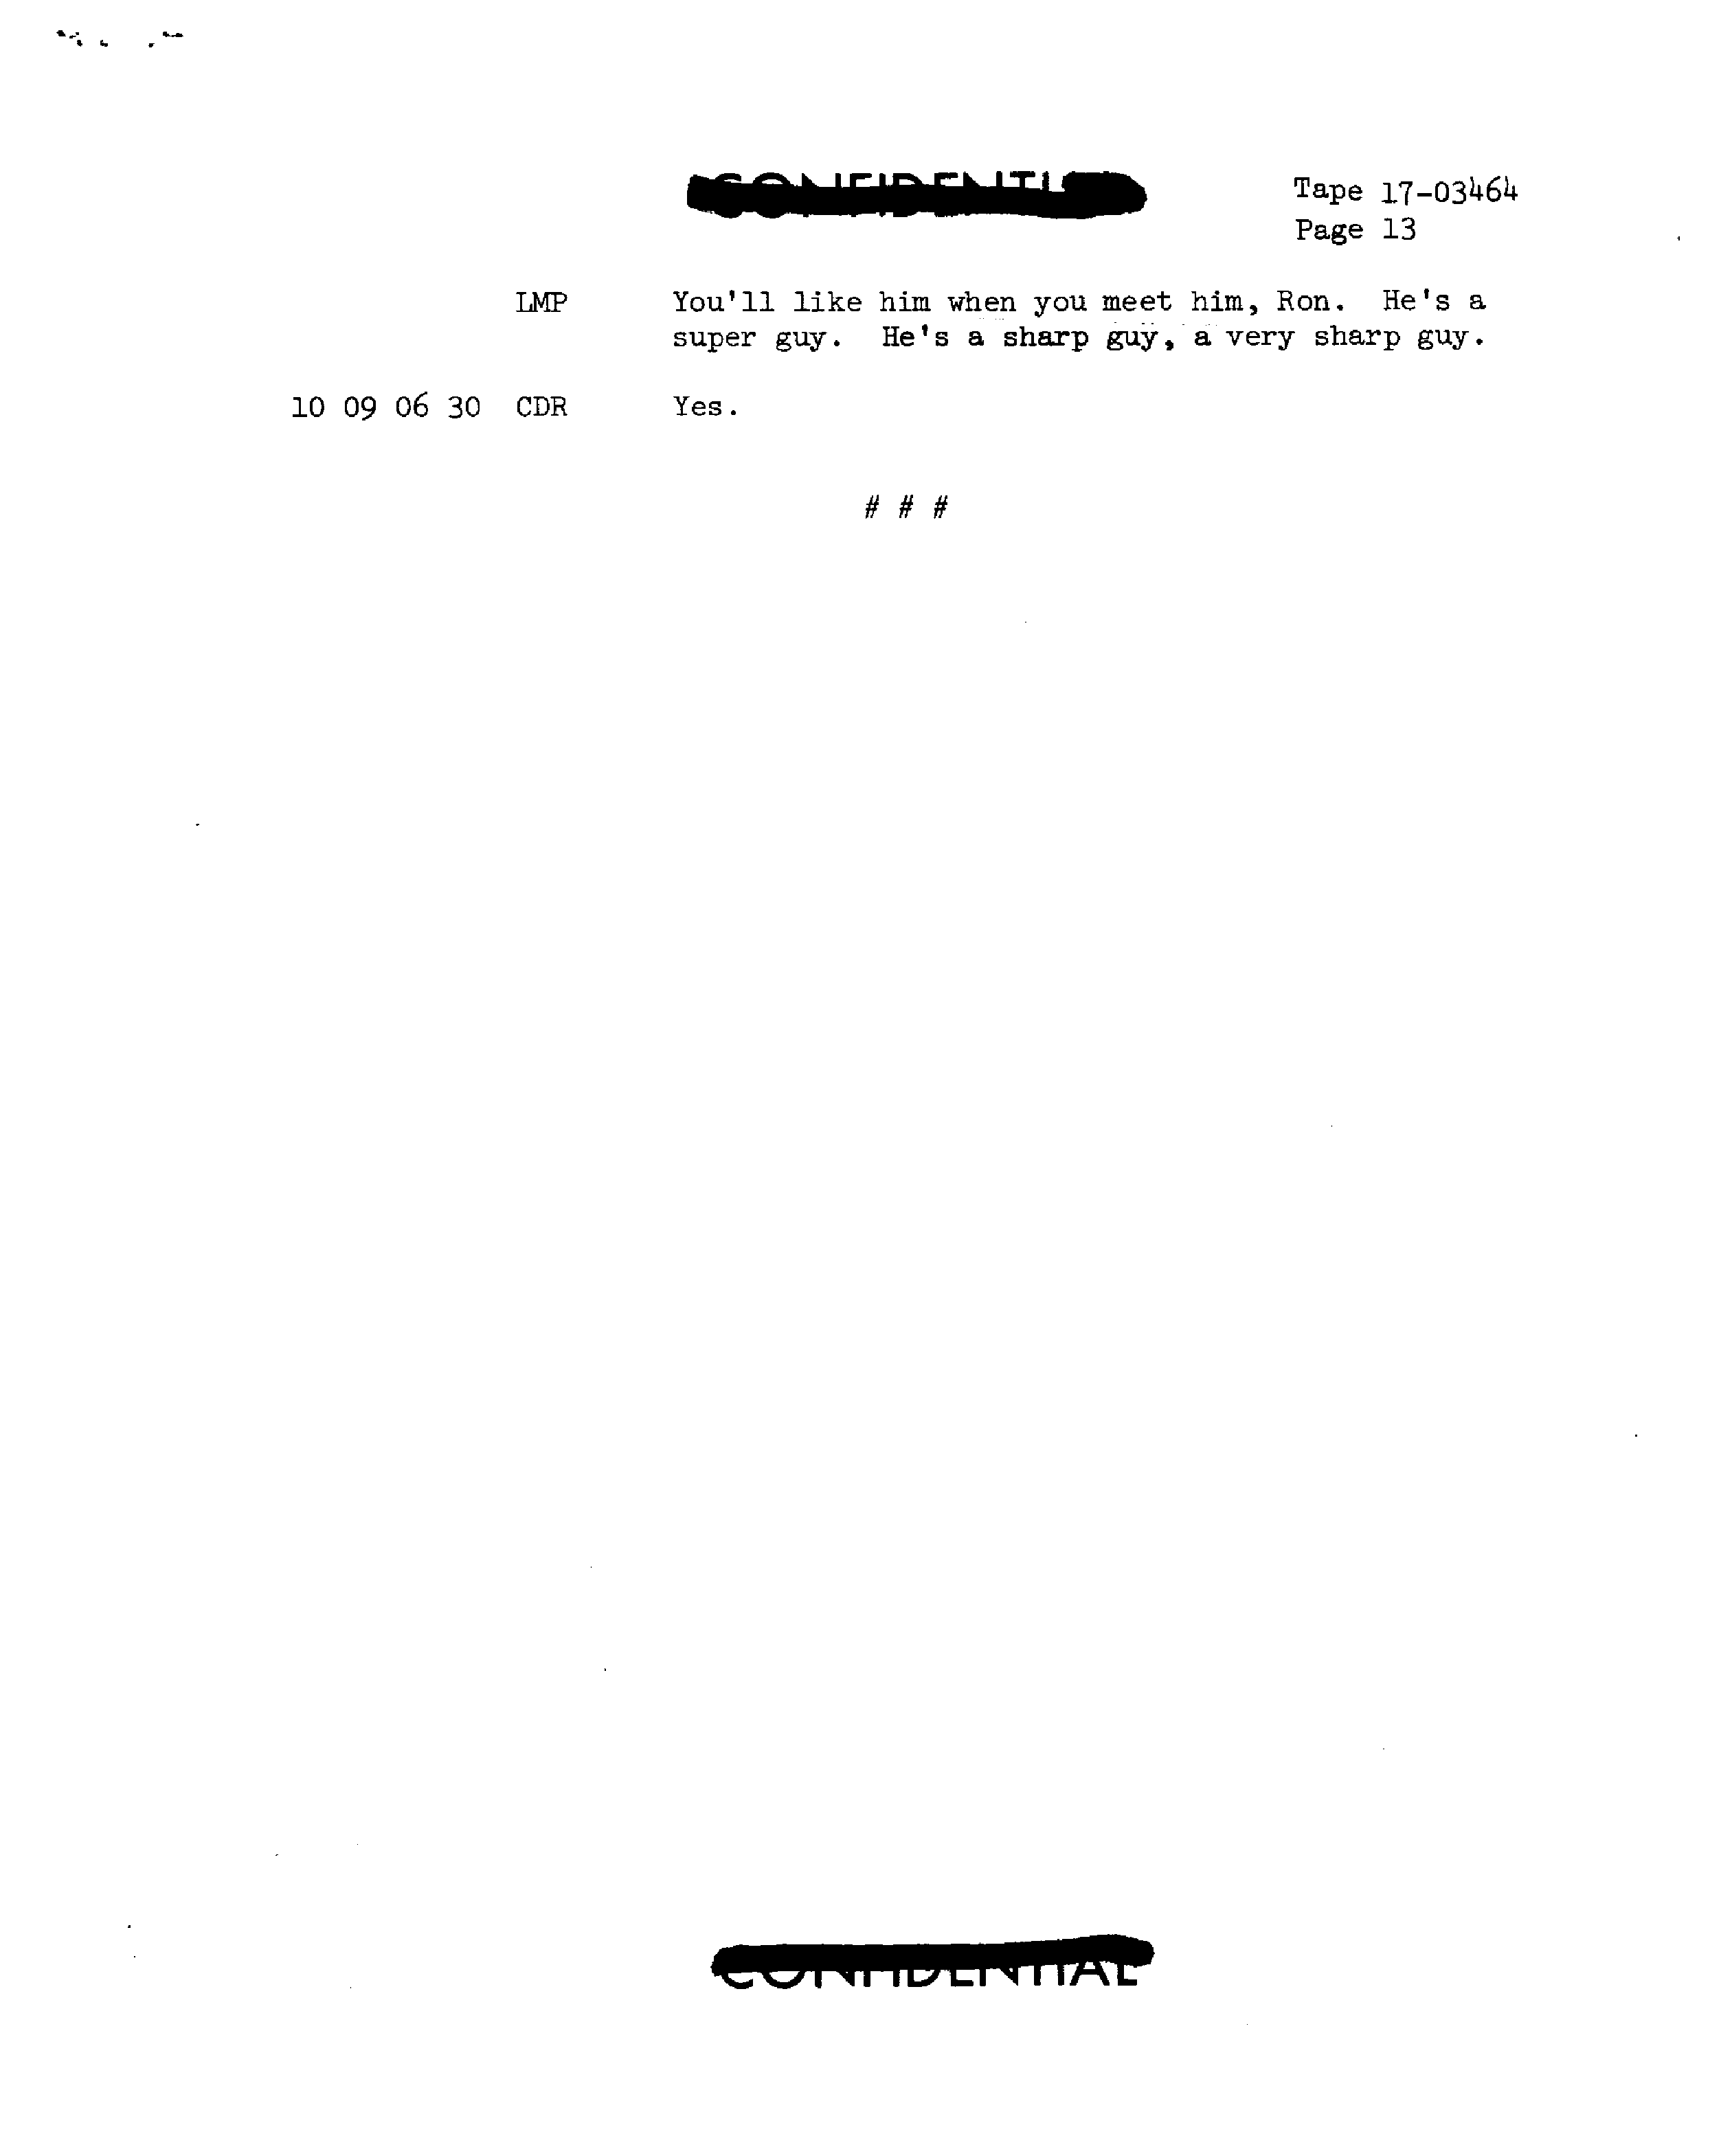 CONFIDENTIAL
Tape 17-03464
Page 13
LMP You'll like him when you meet him, Ron. He's a
super guy. He's a sharp guy, a very sharp guy.
10 09 06 30 CDR Yes.
# # #
CONFIDENTIAL